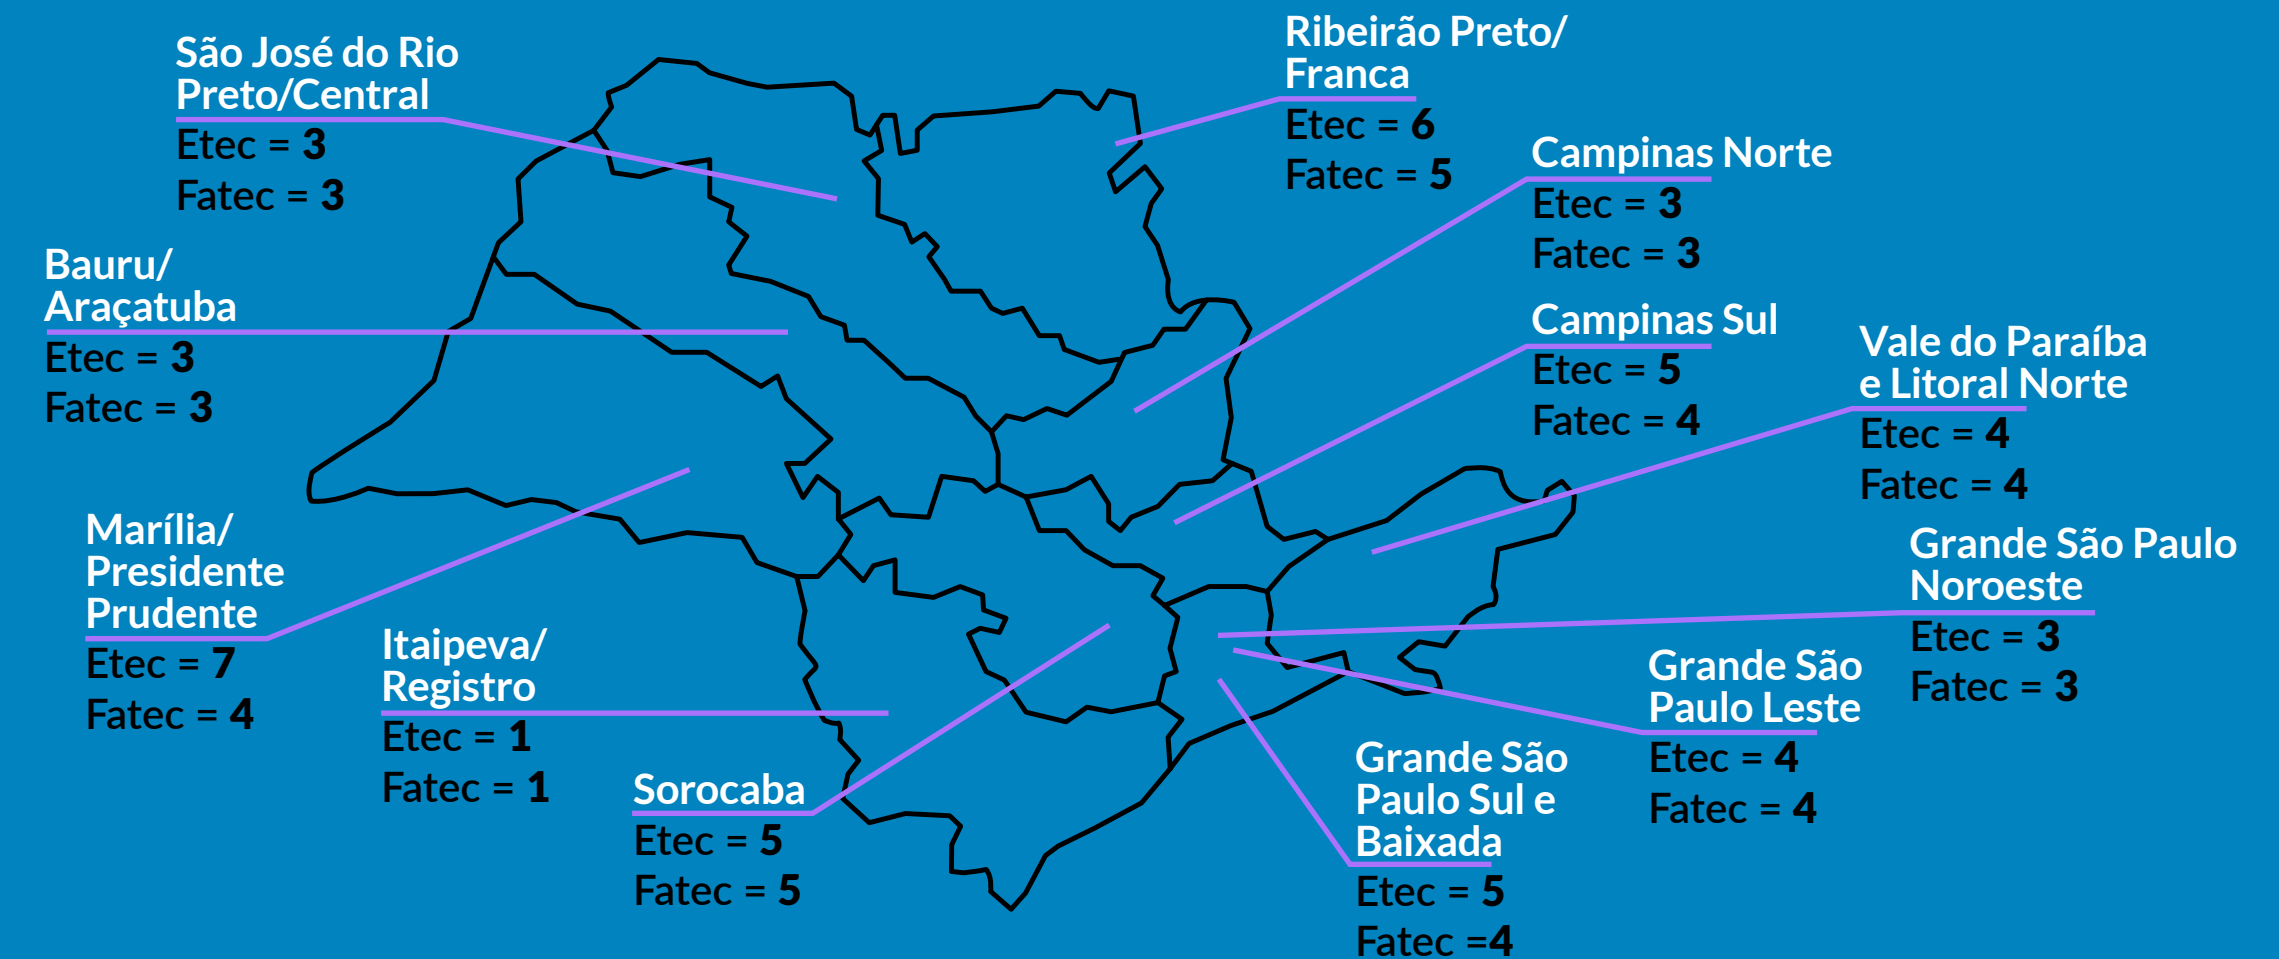 São José do Rio
Preto/Central
Etec = 3
Fatec = 3
Ribeirão Preto/
Franca
Etec = 6
Fatec = 5
Campinas Norte
Etec = 3
Fatec = 3
Bauru/
Araçatuba
Etec = 3
Fatec = 3
Campinas Sul
Etec = 5
Fatec = 4
Vale do Paraíba
e Litoral Norte
Etec = 4
Fatec = 4
Marília/
Presidente
Prudente
Etec = 7
Fatec = 4
Grande São Paulo
Noroeste
Etec = 3
Fatec = 3
Itaipeva/
Registro
Etec = 1
Fatec = 1
Grande São
Paulo Leste
Etec = 4
Fatec = 4
Sorocaba
Etec = 5
Fatec = 5
Grande São
Paulo Sul e
Baixada
Etec = 5
Fatec =4